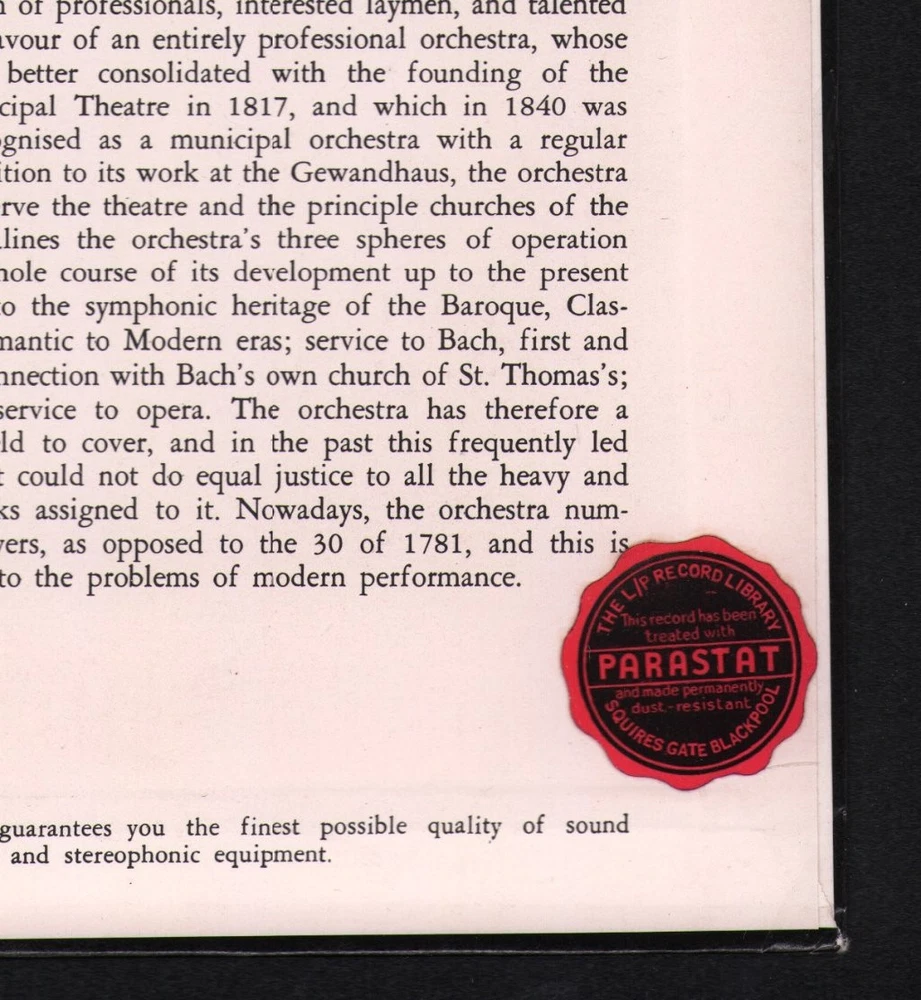 of professionals, interested laymen, and talented
avour of an entirely professional orchestra, whose
better consolidated with the founding of the
cipal Theatre in 1817, and which in 1840 was
ognised as a municipal orchestra with a regular
ition to its work at the Gewandhaus, the orchestra
rve the theatre and the principle churches of the
lines the orchestra's three spheres of operation
hole course of its development up to the present
to the symphonic heritage of the Baroque, Clas-
mantic to Modern eras; service to Bach, first and
nnection with Bach's own church of St. Thomas's;
service to opera. The orchestra has therefore a
ld to cover, and in the past this frequently led
t could not do equal justice to all the heavy and
ks assigned to it. Nowadays, the orchestra num-
yers, as opposed to the 30 of 1781, and this is
to the problems of modern performance.
THE L/P RECORD LIBRARY
This record has been
treated with
PARASTAT
and made permanently
dust-resistant
SQUIRES GATE BLACKPOOL
guarantees you the finest possible quality of sound
and stereophonic equipment.